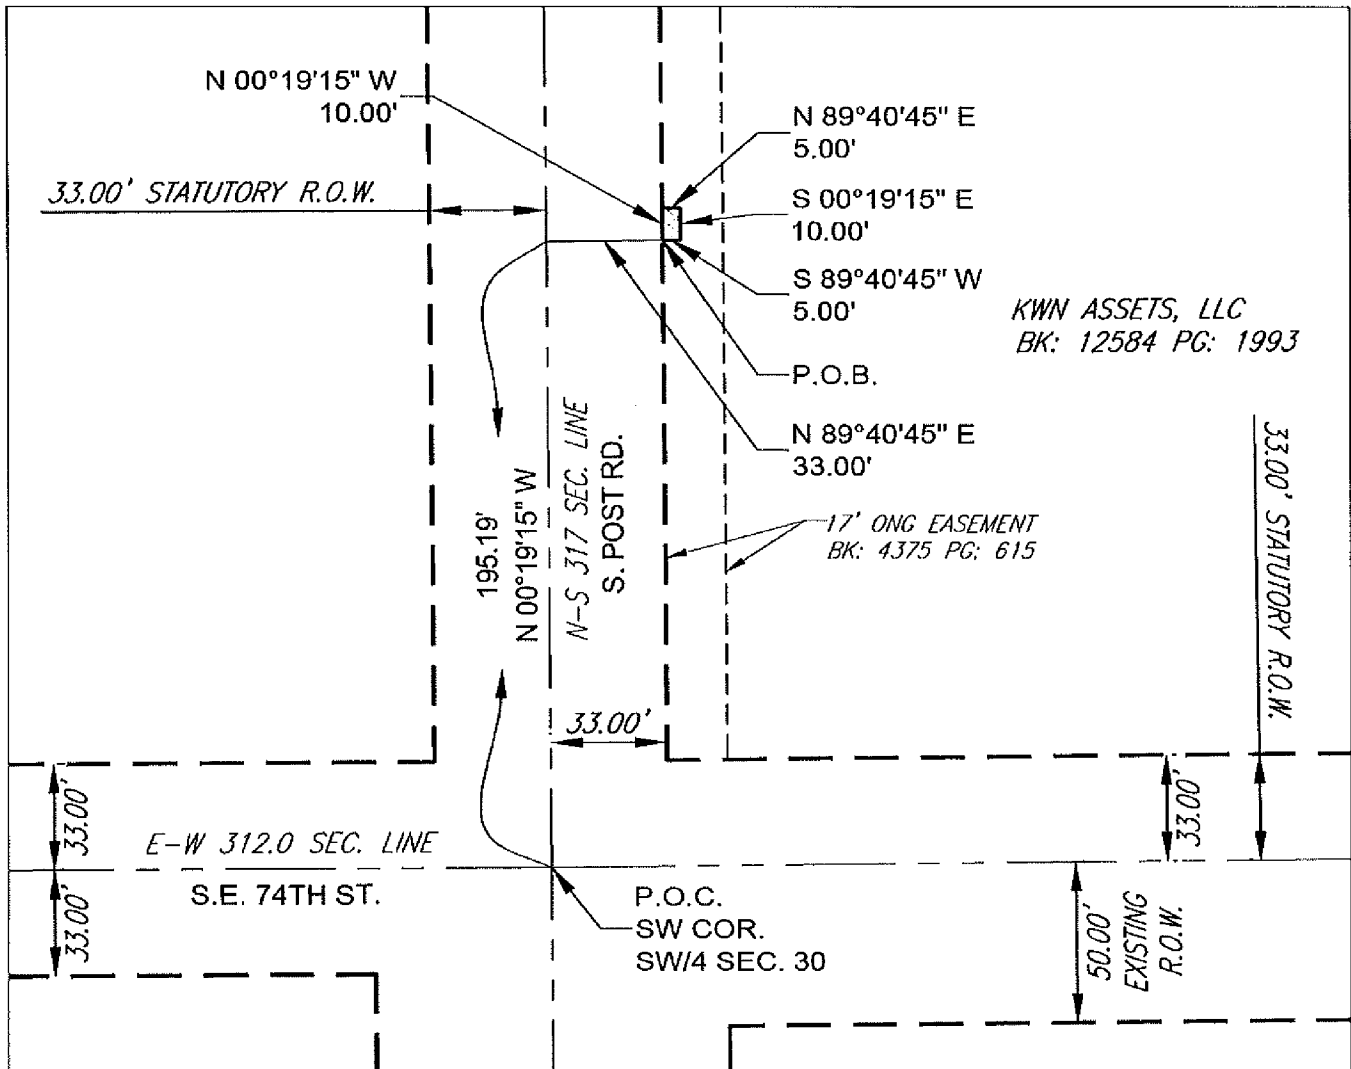 N 00°19'15" W
10.00'
N 89°40'45" E
5.00'
33.00' STATUTORY R.O.W.
S 00°19'15" E
10.00'
S 89°40'45" W
5.00'
KWN ASSETS, LLC
BK: 12584 PG: 1993
P.O.B.
N 89°40'45" E
33.00'
195.19'
N 00°19'15" W
N-S 317 SEC. LINE
S. POST RD.
17' ONG EASEMENT
BK: 4375 PG: 615
33.00' STATUTORY R.O.W.
33.00'
33.00'
33.00'
E-W 312.0 SEC. LINE
S.E. 74TH ST.
33.00'
P.O.C.
SW COR.
SW/4 SEC. 30
50.00'
EXISTING
R.O.W.